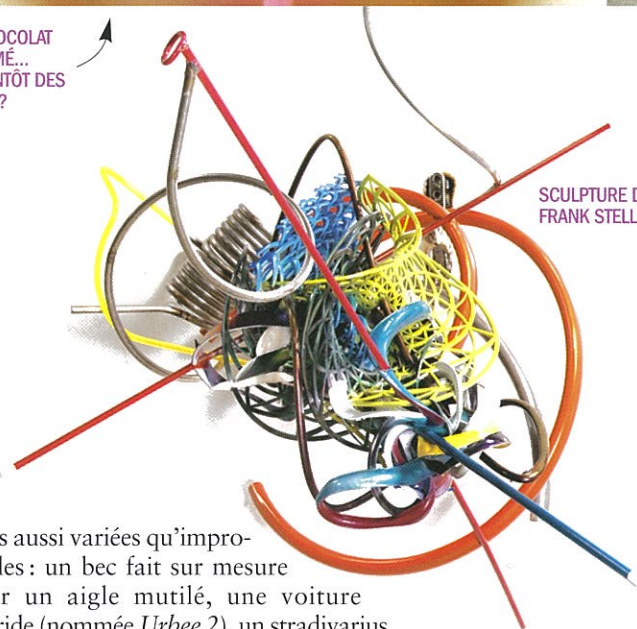 OCOLAT
MÉ...
NTÔT DES
?
SCULPTURE D
FRANK STELL
s aussi variées qu'impro-
les : un bec fait sur mesure
r un aigle mutilé, une voiture
ride (nommée Urbee 2), un stradivarius